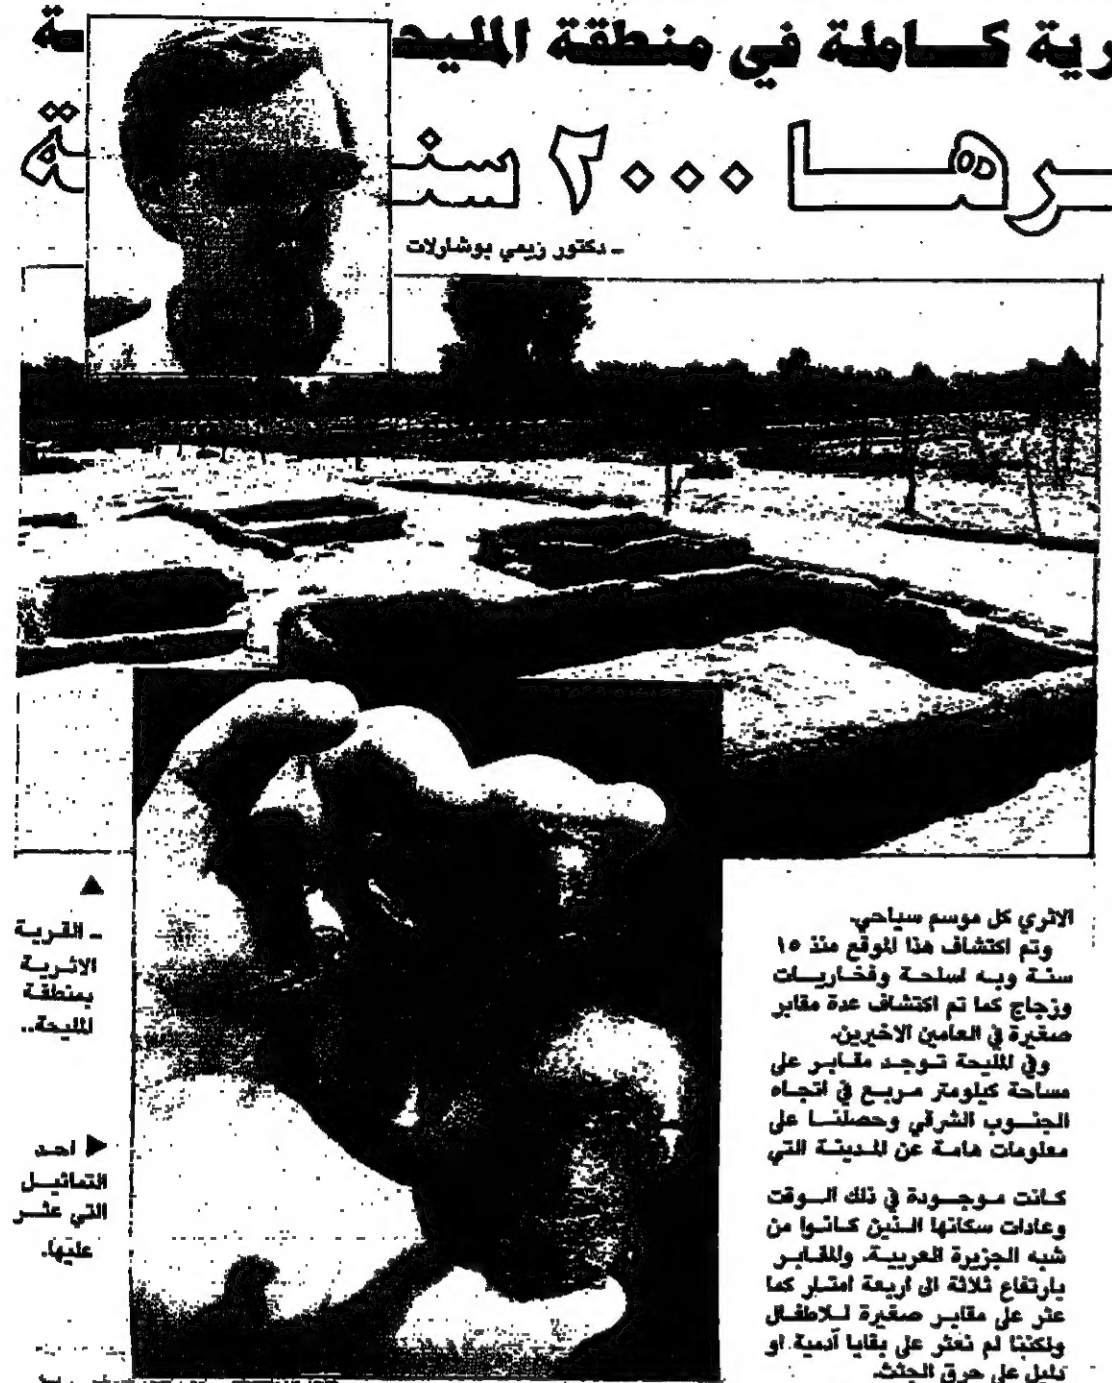 رية كاملة في منطقة المليحة
رها ٢٠٠٠ سنة
ـ دكتور ريمي بوشارلات
ـ القرية
الاثرية
بمنطقة
المليحة..
احد
التماثيل
التي عثر
عليها.
الاثري كل موسم سياحي.
وتم اكتشاف هذا الموقع منذ ١٥
سنة وبه اسلحة وفخاريات
وزجاج كما تم اكتشاف عدة مقابر
صغيرة في العامين الاخيرين.
وفي المليحة توجد مقابر على
مساحة كيلومتر مربع في اتجاه
الجنوب الشرقي وحصلنا على
معلومات هامة عن المدينة التي
كانت موجودة في ذلك الوقت
وعادات سكانها الذين كانوا من
شبه الجزيرة العربية. والمقابر
بارتفاع ثلاثة الى اربعة امتار كما
عثر على مقابر صغيرة للاطفال
ولكننا لم نعثر على بقايا آدمية او
دليل على حرق الجثث.